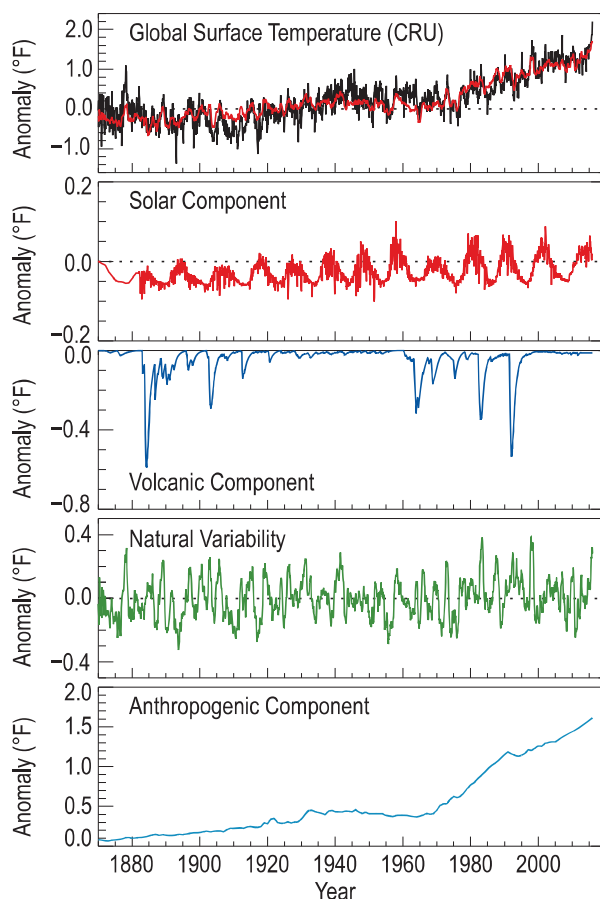 Global Surface Temperature (CRU)
Anomaly (°F)
2.0
1.0
0.0
−1.0
Solar Component
Anomaly (°F)
0.2
0.0
−0.2
Anomaly (°F)
0.0
−0.4
−0.8
Volcanic Component
Natural Variability
Anomaly (°F)
0.4
0.0
−0.4
Anthropogenic Component
Anomaly (°F)
2.0
1.5
1.0
0.5
0.0
1880 1900 1920 1940 1960 1980 2000
Year